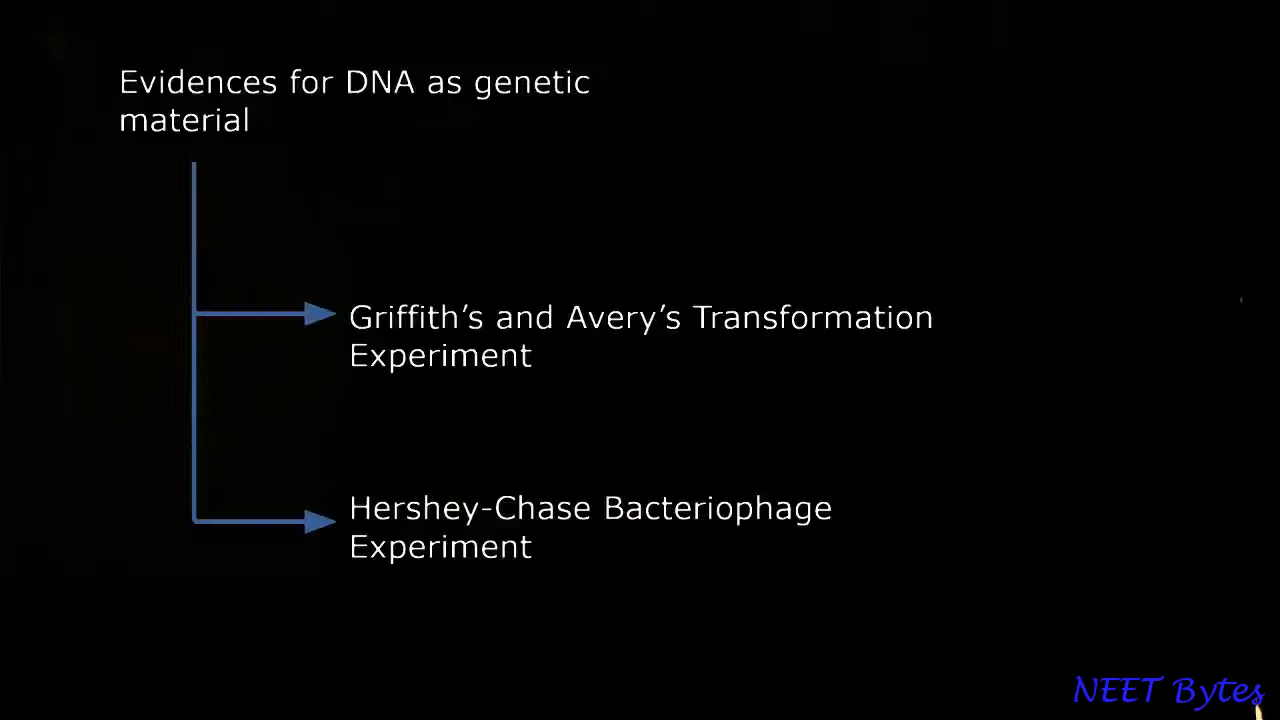 Evidences for DNA as genetic
material
Griffith’s and Avery’s Transformation
Experiment
Hershey-Chase Bacteriophage
Experiment
NEET Bytes